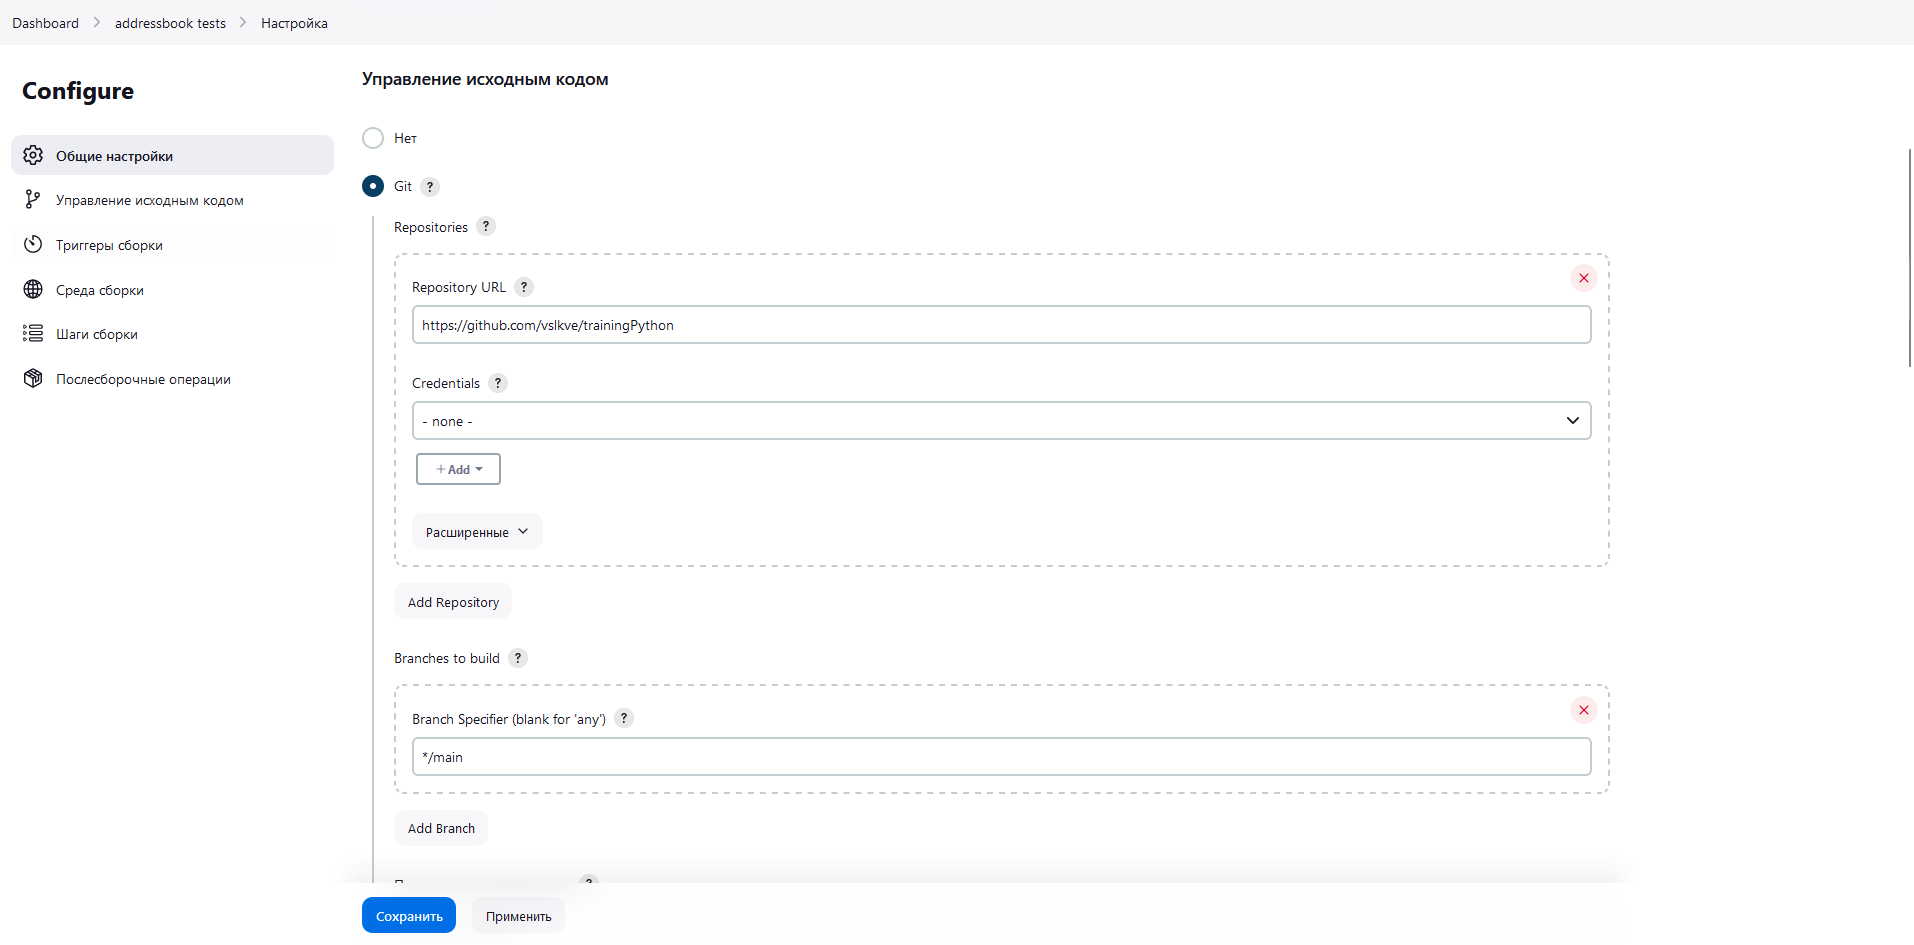 Dashboard > addressbook tests > Настройка
Configure
Общие настройки
Управление исходным кодом
Триггеры сборки
Среда сборки
Шаги сборки
Послесборочные операции
Управление исходным кодом
Нет
Git ?
Repositories ?
Repository URL ?
https://github.com/vslkve/trainingPython
Credentials ?
- none -
+ Add
Расширенные
Add Repository
Branches to build ?
Branch Specifier (blank for 'any') ?
*/main
Add Branch
Сохранить
Применить